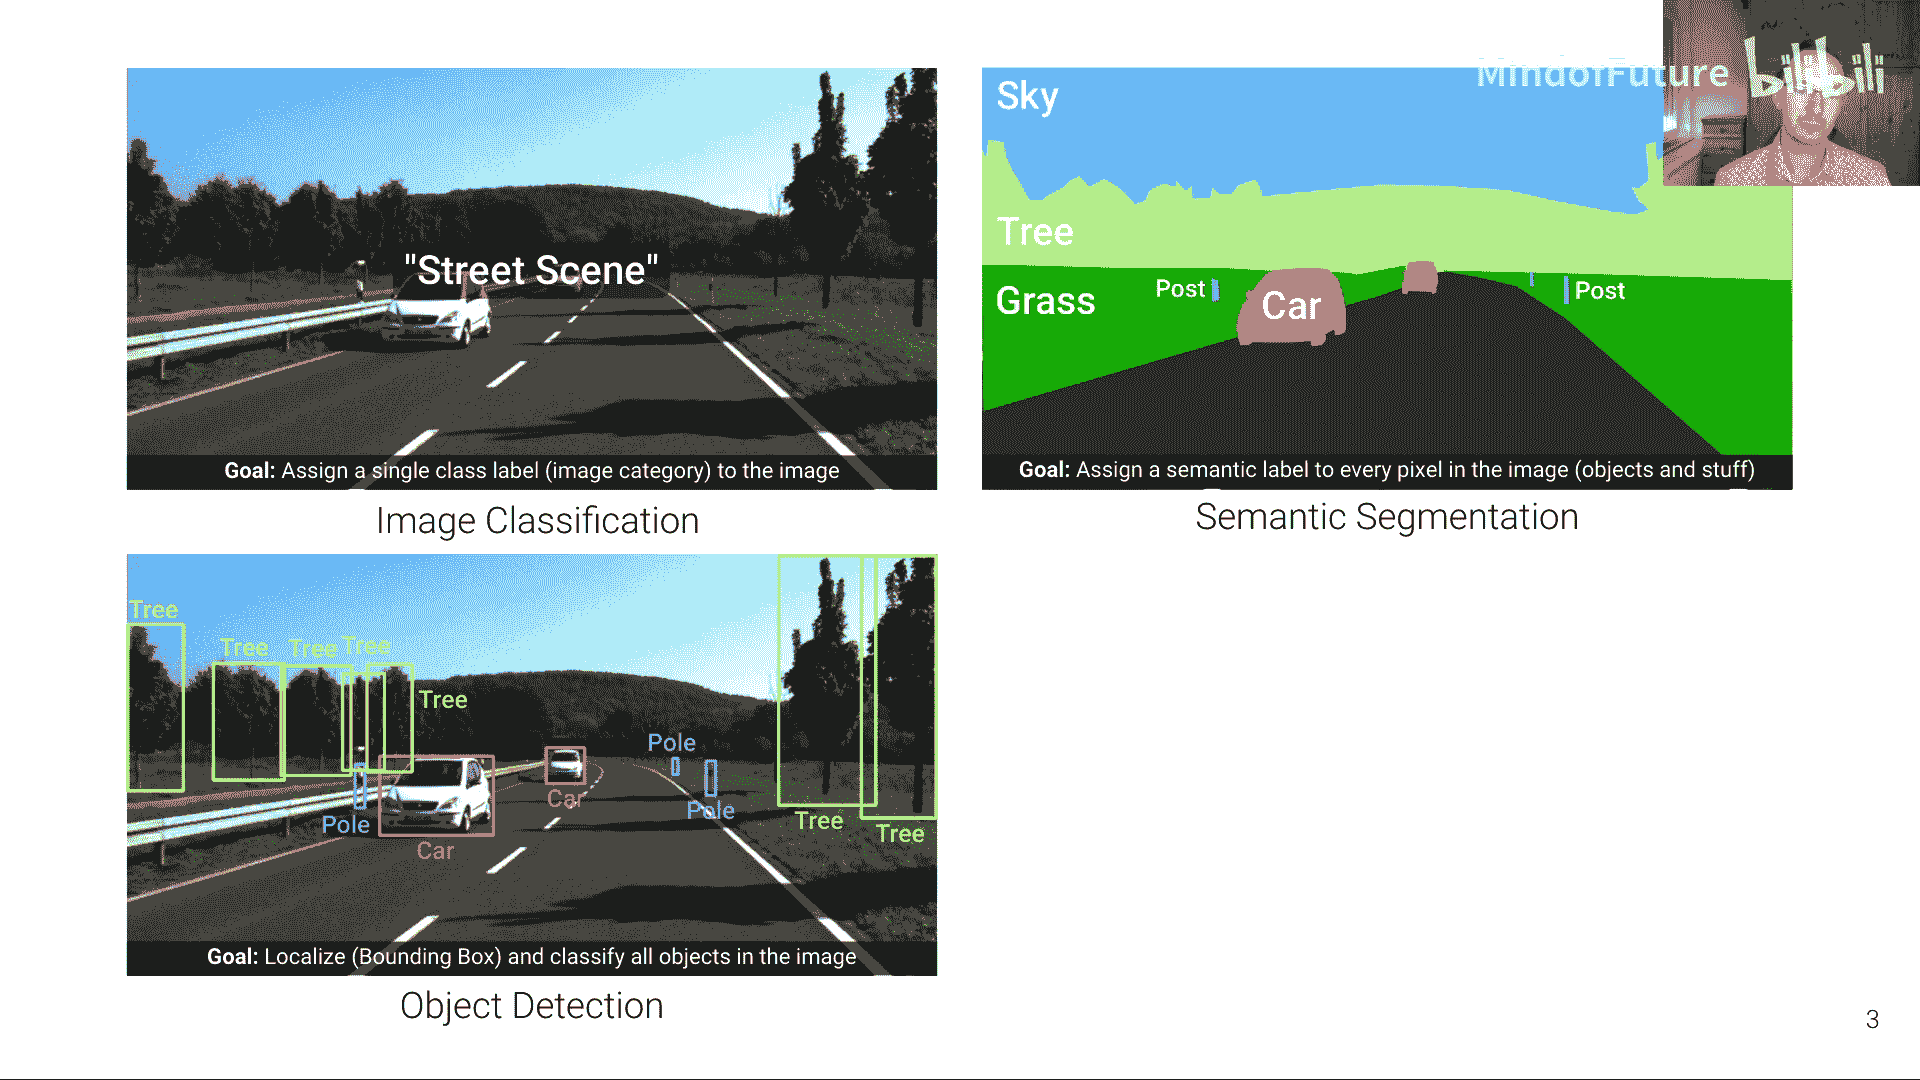 MindofFuture bilibili
"Street Scene"
Goal: Assign a single class label (image category) to the image
Image Classification
Sky
Tree
Grass
Post
Car
Post
Goal: Assign a semantic label to every pixel in the image (objects and stuff)
Semantic Segmentation
Tree
Tree
Tree
Tree
Tree
Pole
Car
Car
Pole
Pole
Tree
Tree
Goal: Localize (Bounding Box) and classify all objects in the image
Object Detection
3